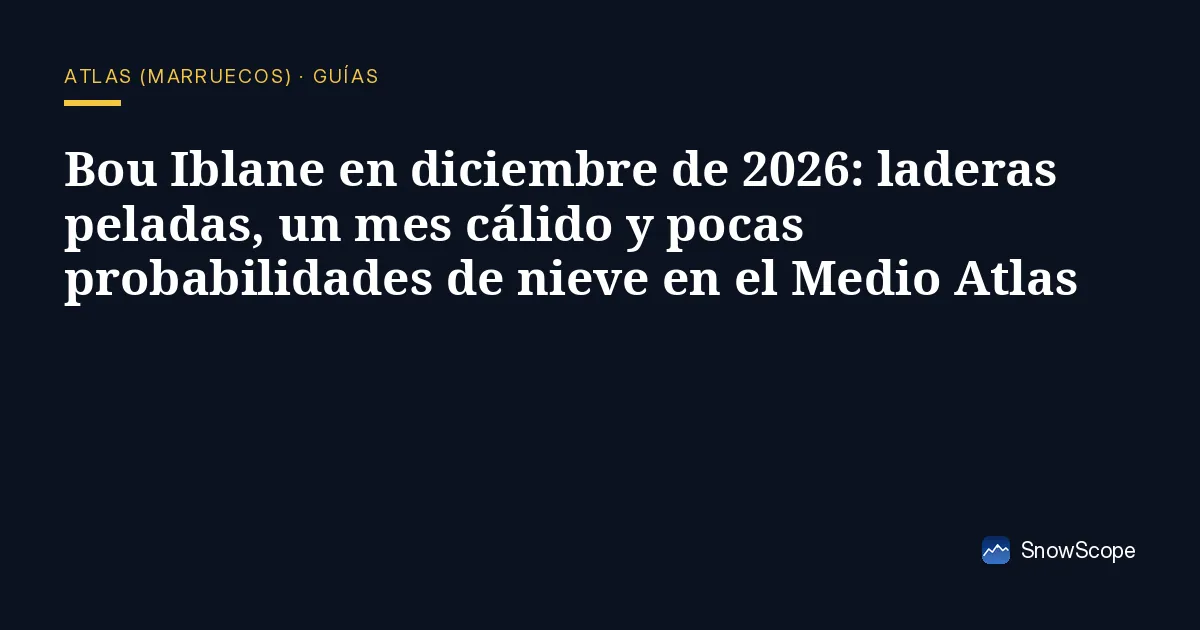 ATLAS (MARRUECOS) · GUÍAS
Bou Iblane en diciembre de 2026: laderas
peladas, un mes cálido y pocas
probabilidades de nieve en el Medio Atlas
SnowScope